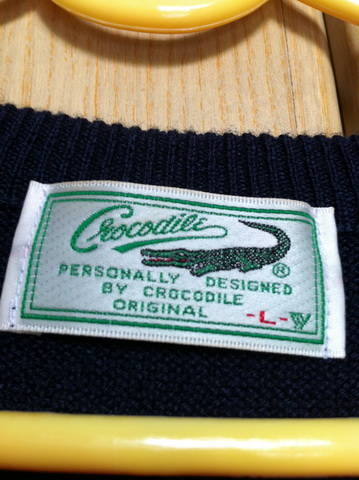 Crocodile
®
PERSONALLY DESIGNED
BY CROCODILE
ORIGINAL
-L-